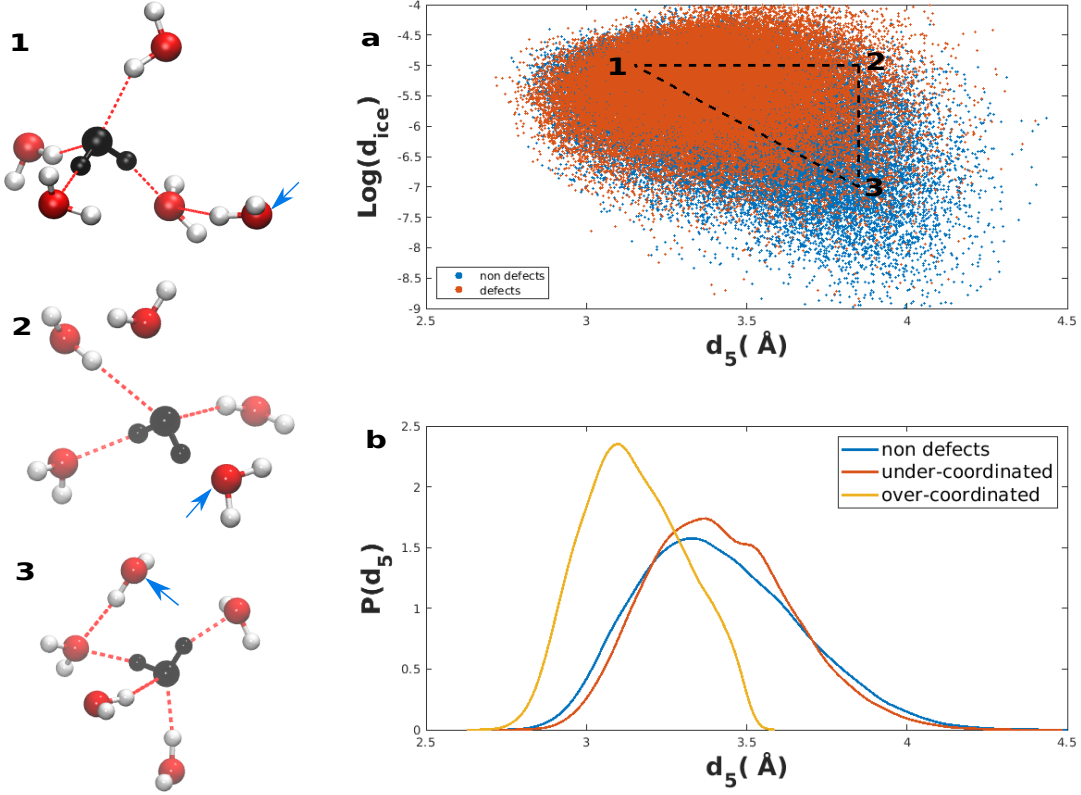 1
2
3
a
Log(d_ice)
-4
-4.5
-5
-5.5
-6
-6.5
-7
-7.5
-8
-8.5
-9
1
2
3
non defects
defects
2.5 3 3.5 4 4.5
d_5( Å)
b
P(d_5)
2.5
2
1.5
1
0.5
0
non defects
under-coordinated
over-coordinated
2.5 3 3.5 4 4.5
d_5( Å)